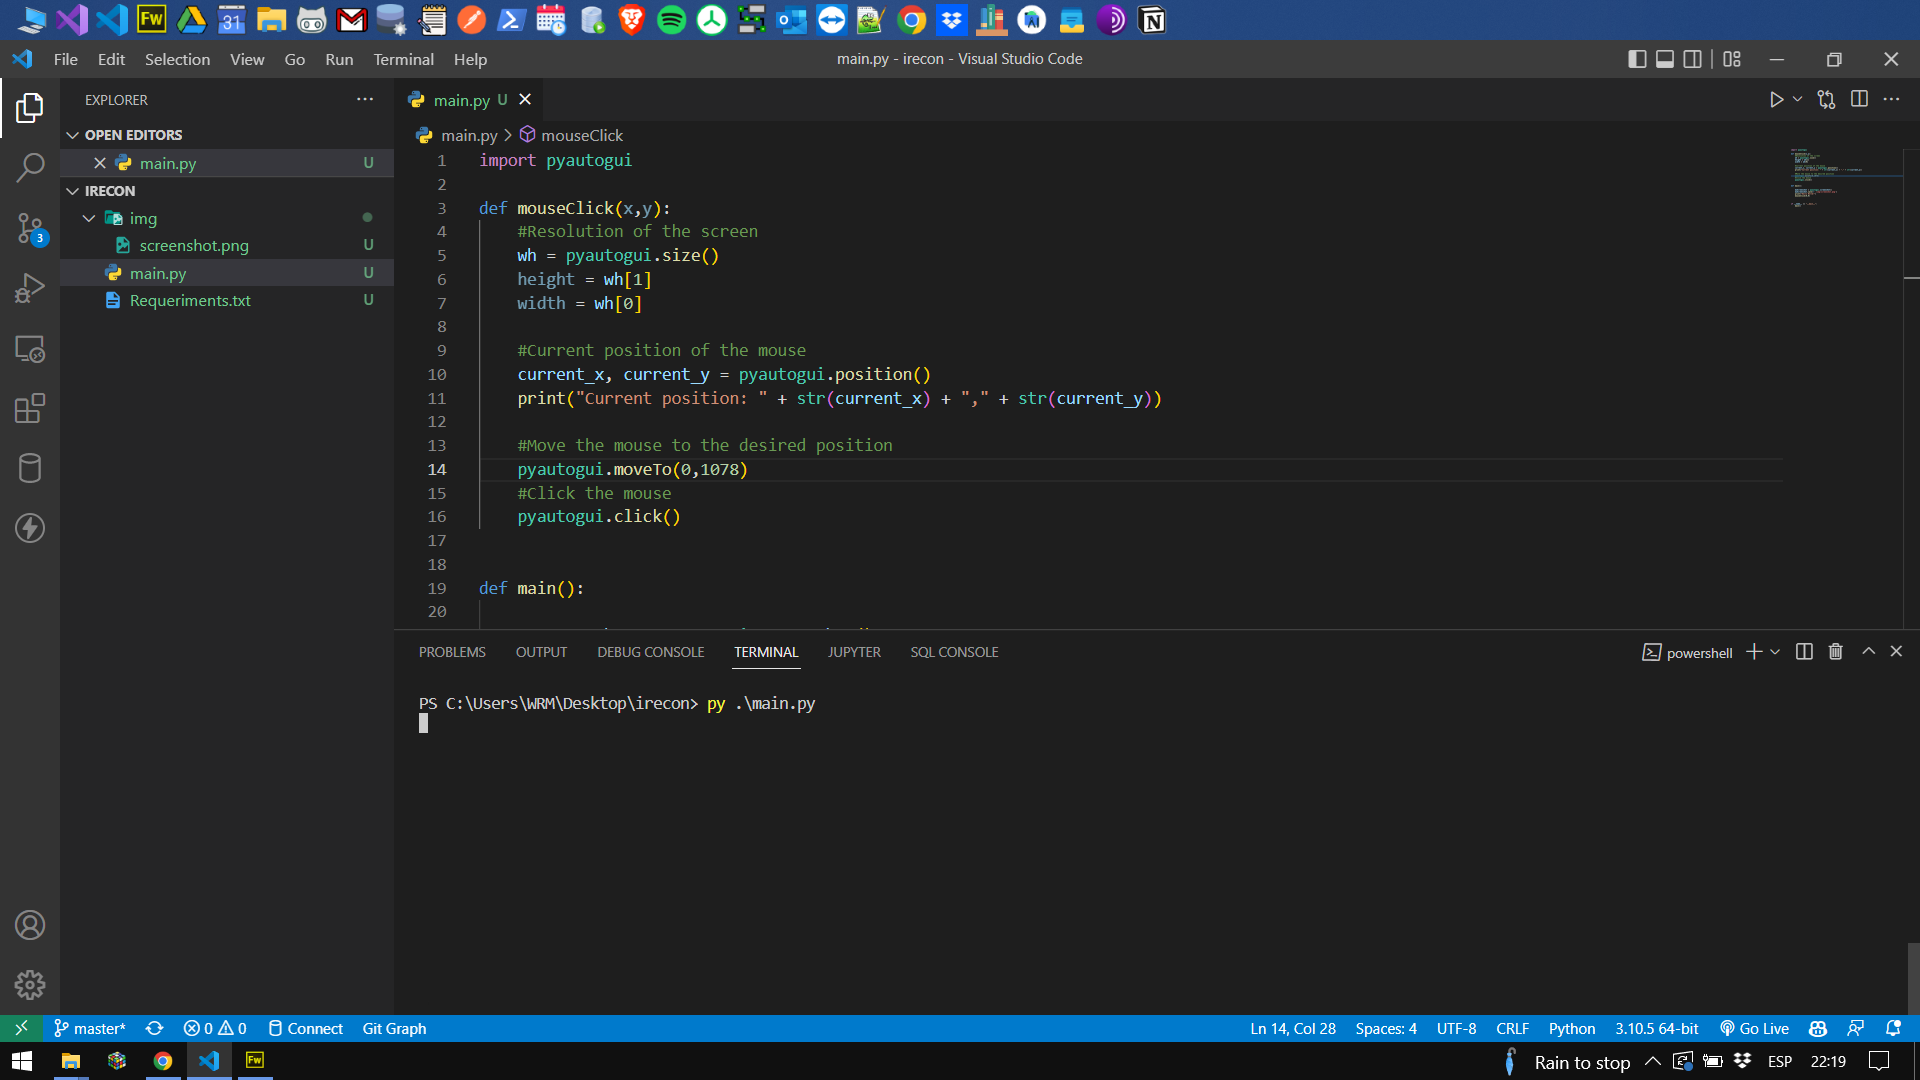 Fw
31
File Edit Selection View Go Run Terminal Help
main.py - irecon - Visual Studio Code
EXPLORER
OPEN EDITORS
main.py U
IRECON
img
screenshot.png U
main.py U
Requeriments.txt U
3
main.py U
main.py > mouseClick
1 import pyautogui
2
3 def mouseClick(x,y):
4 #Resolution of the screen
5 wh = pyautogui.size()
6 height = wh[1]
7 width = wh[0]
8
9 #Current position of the mouse
10 current_x, current_y = pyautogui.position()
11 print("Current position: " + str(current_x) + "," + str(current_y))
12
13 #Move the mouse to the desired position
14 pyautogui.moveTo(0,1078)
15 #Click the mouse
16 pyautogui.click()
17
18
19 def main():
20
PROBLEMS OUTPUT DEBUG CONSOLE TERMINAL JUPYTER SQL CONSOLE
powershell
PS C:\Users\WRM\Desktop\irecon> py .\main.py
master* 0 0 Connect Git Graph
Ln 14, Col 28 Spaces: 4 UTF-8 CRLF Python 3.10.5 64-bit Go Live
Fw
Rain to stop ESP 22:19